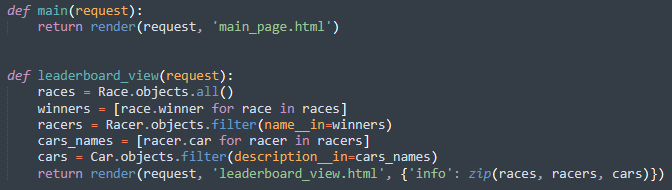 def main(request):
    return render(request, 'main_page.html')
def leaderboard_view(request):
    races = Race.objects.all()
    winners = [race.winner for race in races]
    racers = Racer.objects.filter(name__in=winners)
    cars_names = [racer.car for racer in racers]
    cars = Car.objects.filter(description__in=cars_names)
    return render(request, 'leaderboard_view.html', {'info': zip(races, racers, cars)})